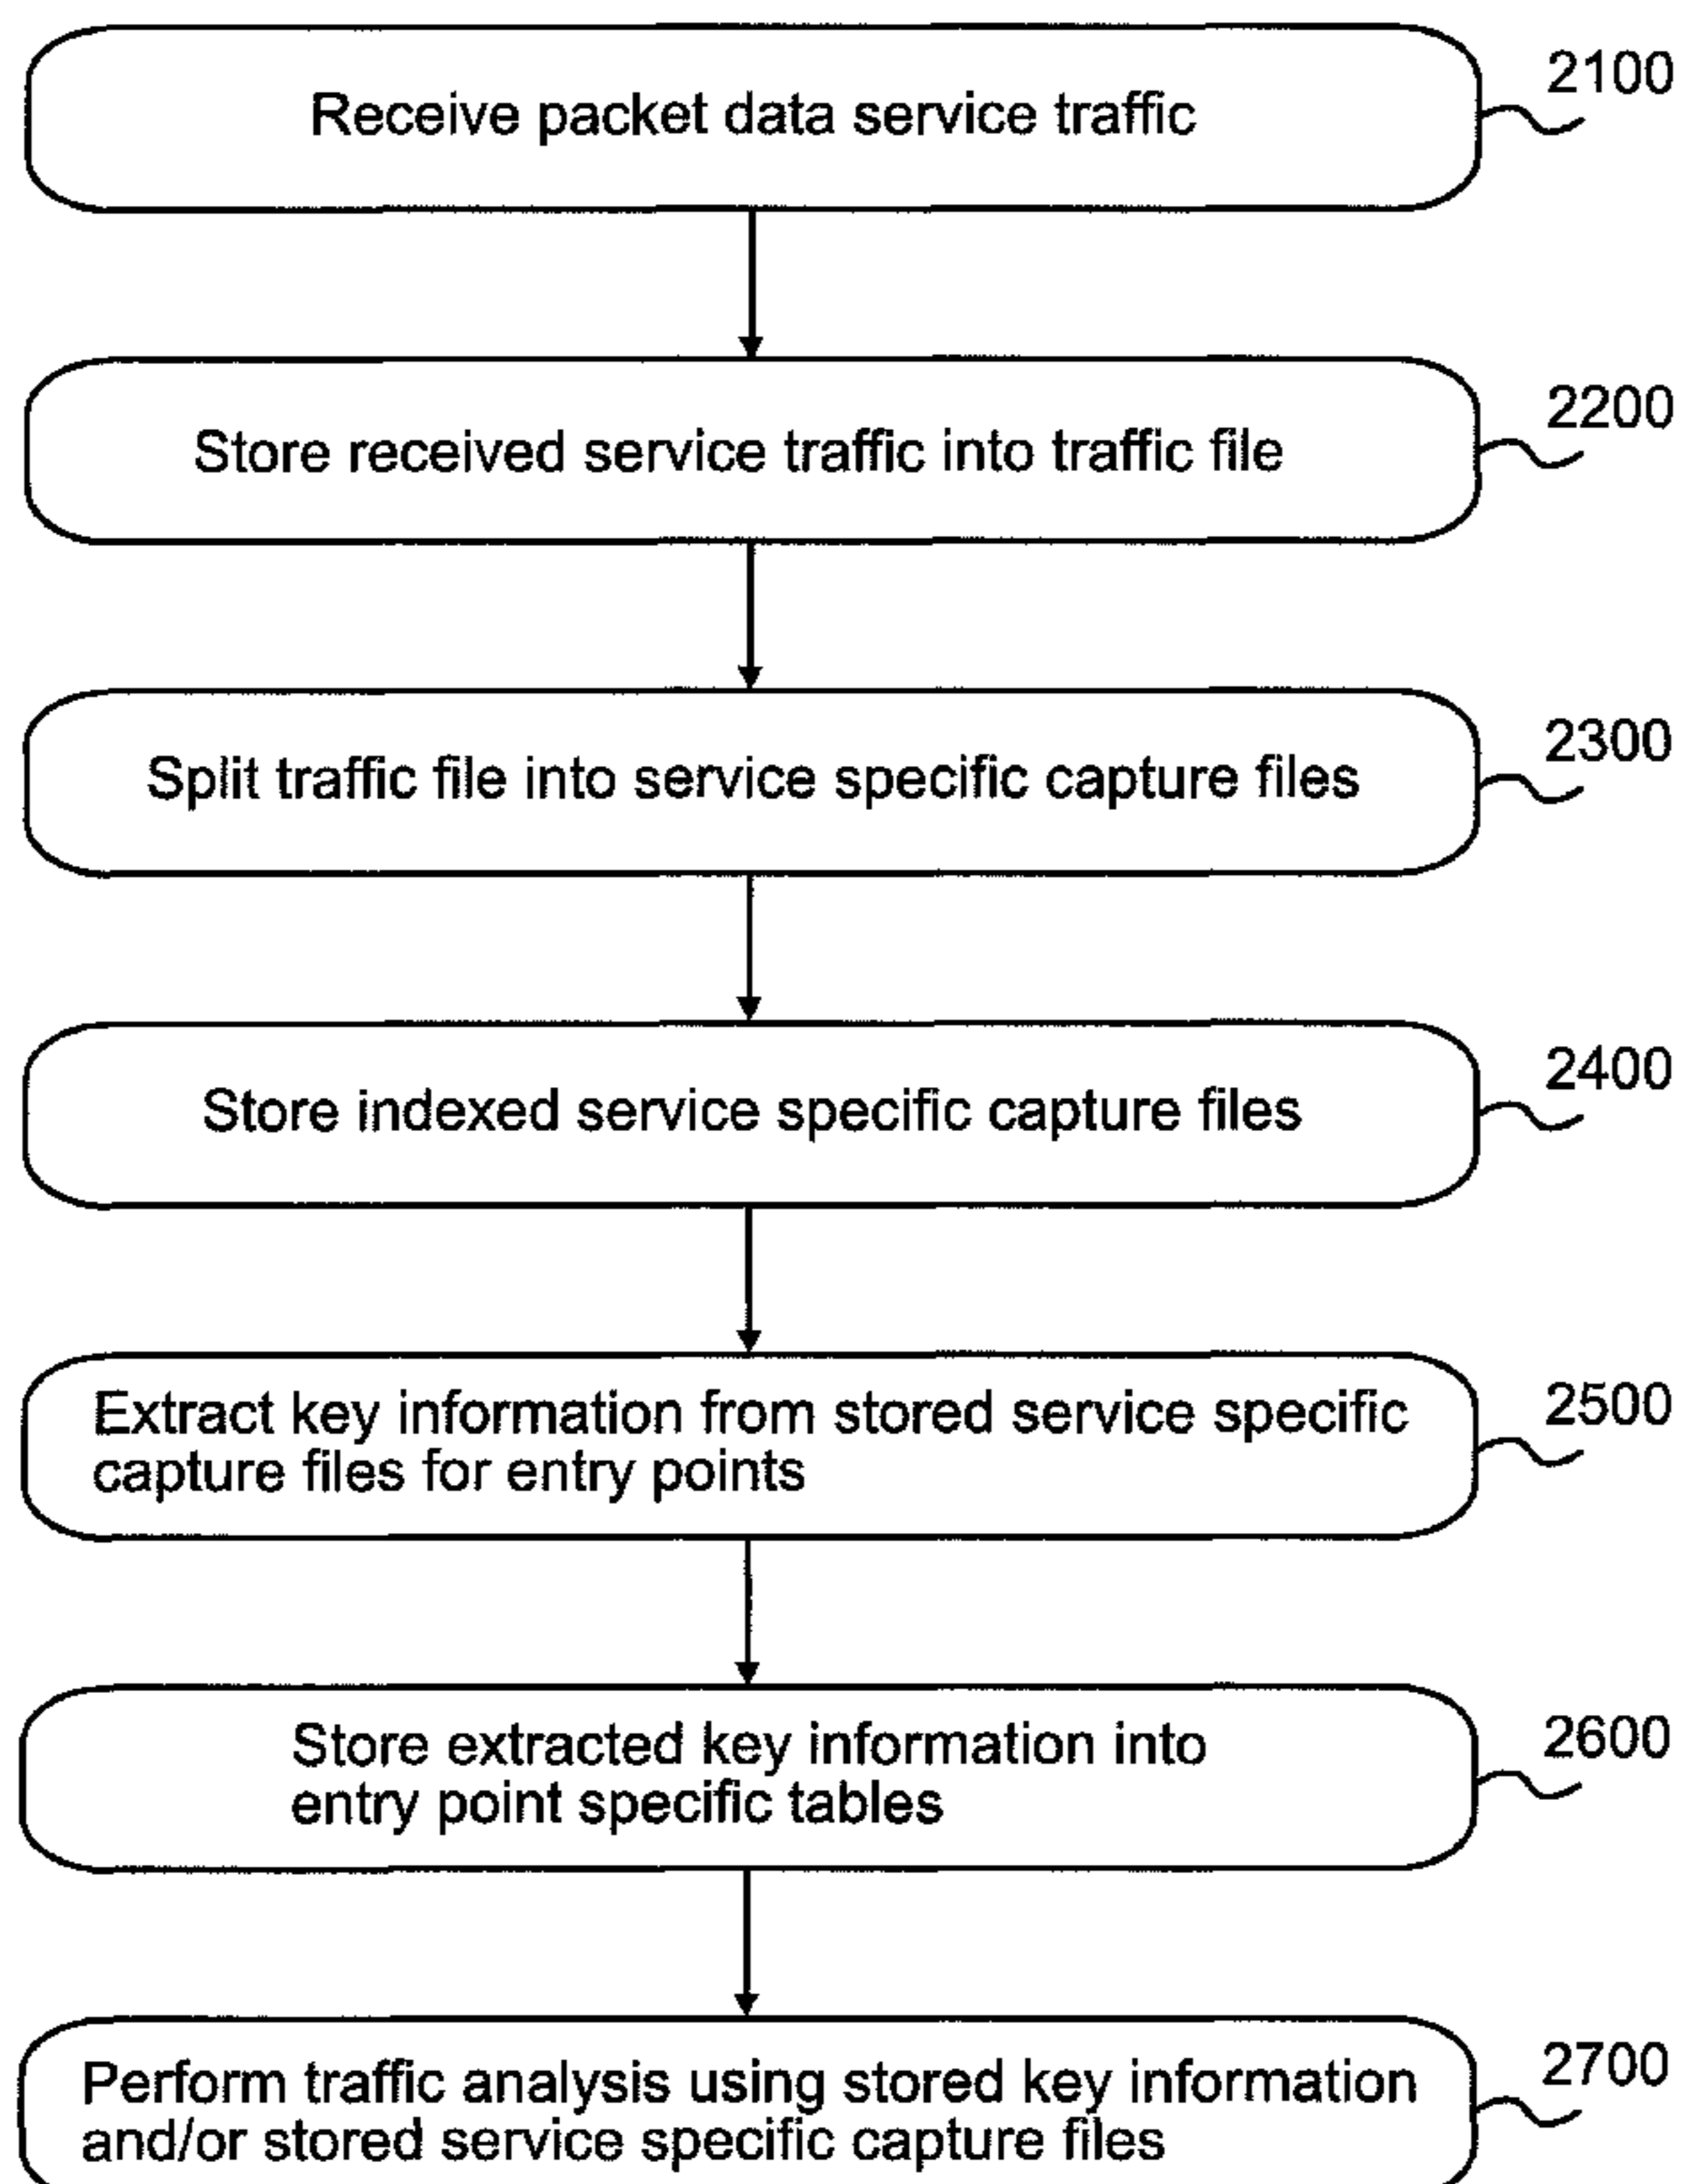 Receive packet data service traffic
2100
Store received service traffic into traffic file
2200
Split traffic file into service specific capture files
2300
Store indexed service specific capture files
2400
Extract key information from stored service specific
capture files for entry points
2500
Store extracted key information into
entry point specific tables
2600
Perform traffic analysis using stored key information
and/or stored service specific capture files
2700